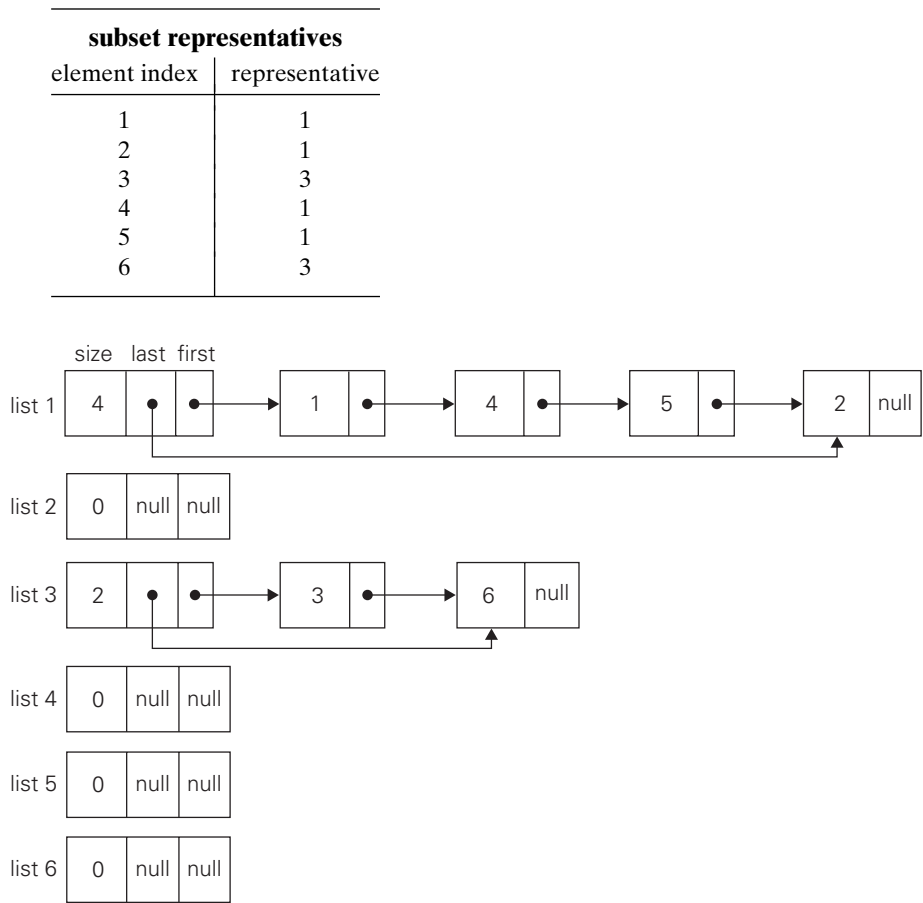 subset representatives
element index representative
1 1
2 1
3 3
4 1
5 1
6 3
size last first
list 1 4 1 4 5 2 null
list 2 0 null null
list 3 2 3 6 null
list 4 0 null null
list 5 0 null null
list 6 0 null null